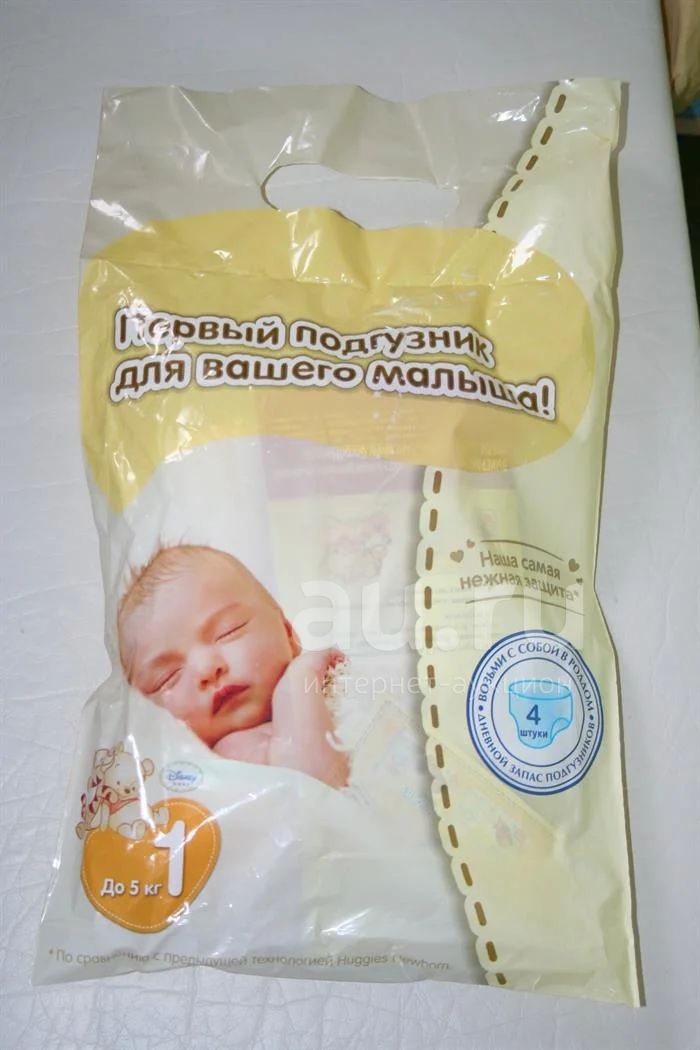 Первый подгузник
для вашего малыша!
Наша самая
нежная защита*
ВОЗЬМИ С СОБОЙ В РОДДОМ
4
штуки
ДНЕВНОЙ ЗАПАС ПОДГУЗНИКОВ
au.ru
интернет-аукцион
Disney
BABY
1
До 5 кг
*По сравнению с предыдущей технологией Huggies Newborn.